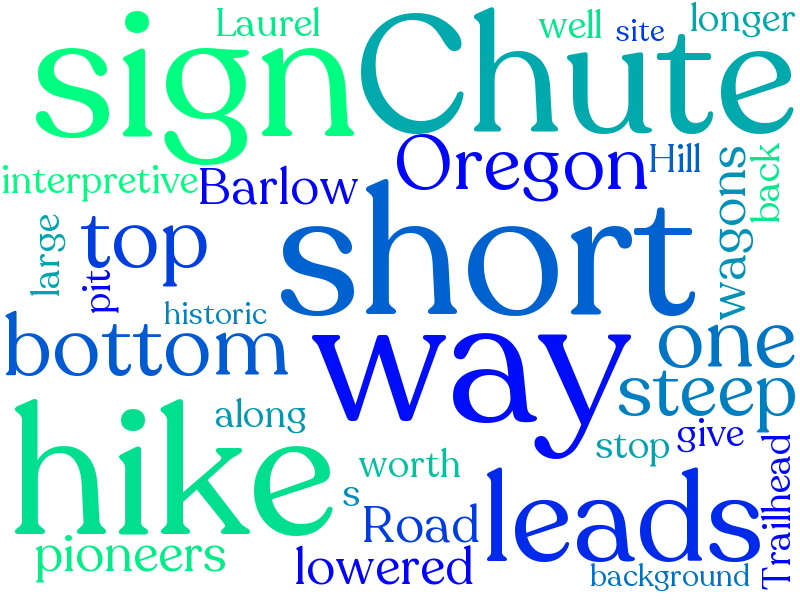 Laurel
well
site
longer
sign
Chute
interpretive
Barlow
Oregon
Hill
wagons
back
large
top
pit
short
historic
bottom
way
one
steep
hike
along
stop
give
worth
s
Road
leads
Trailhead
pioneers
lowered
background